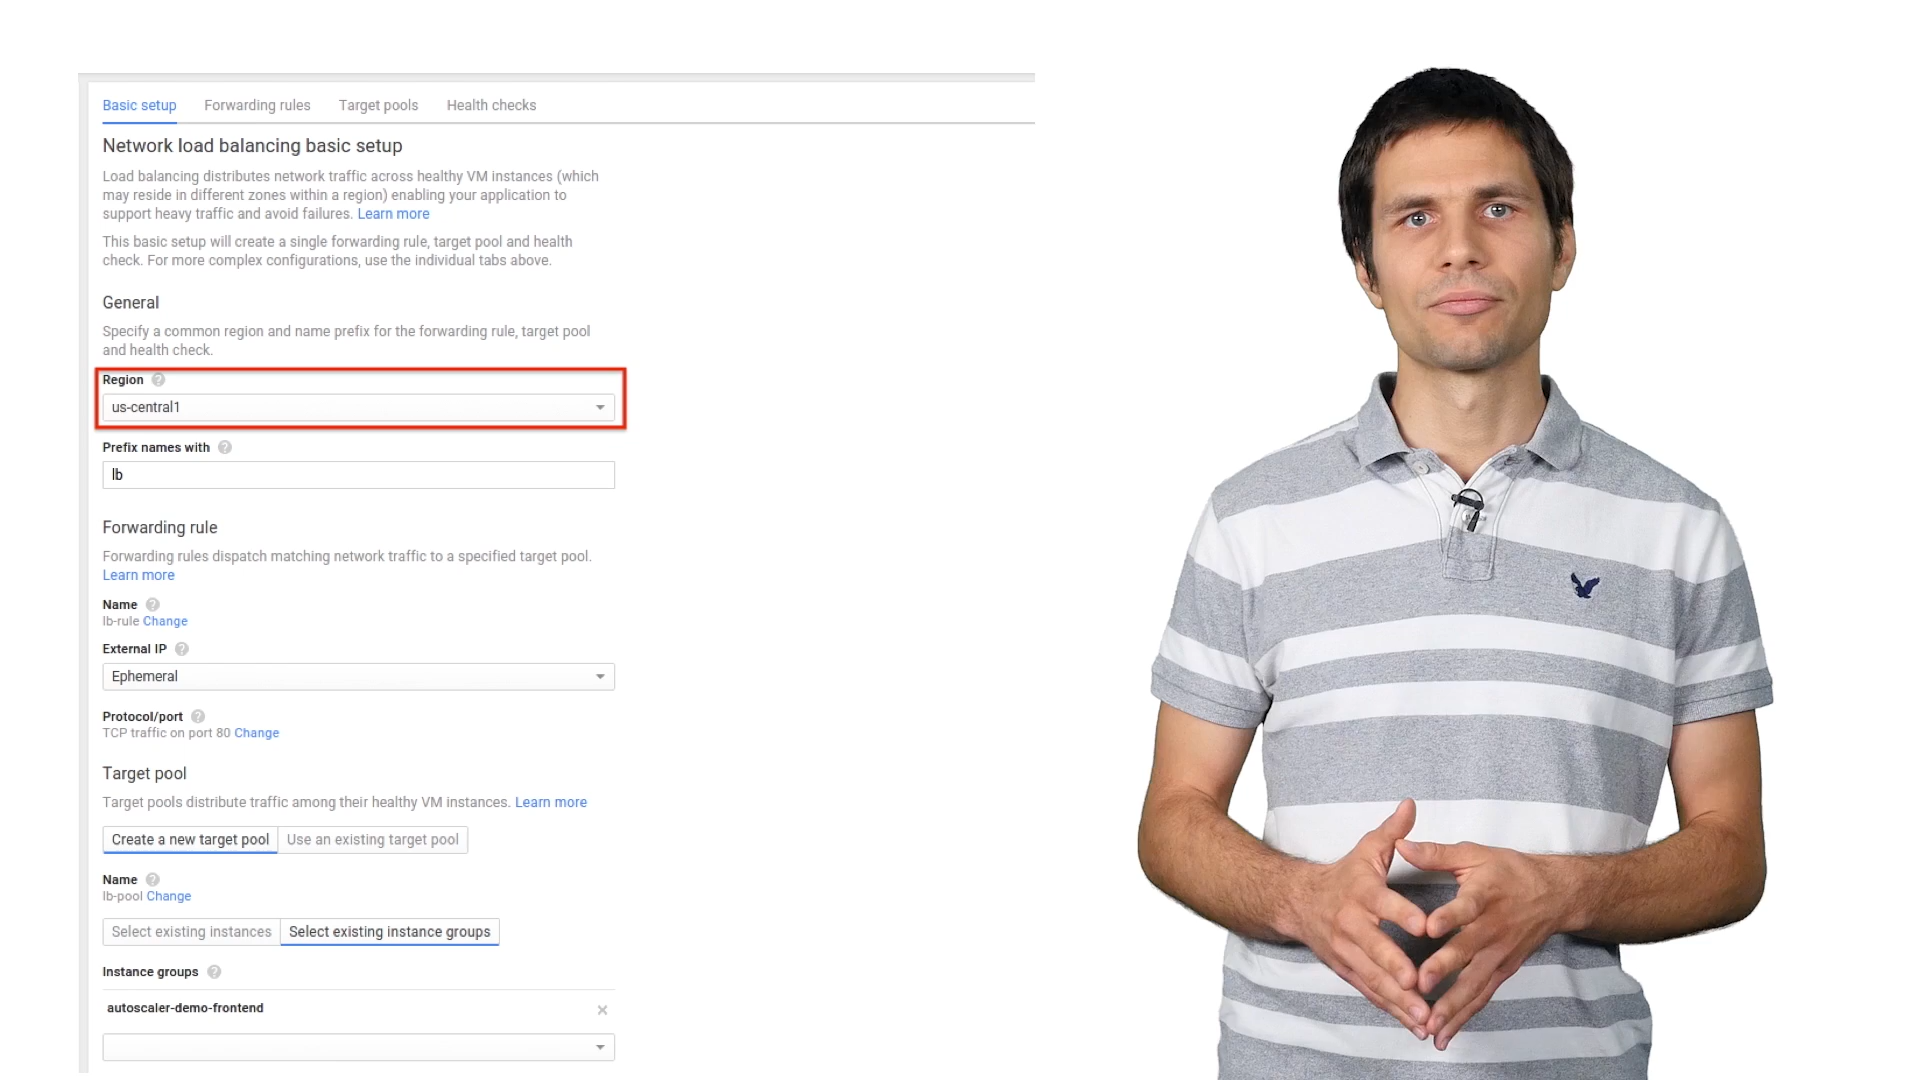 Basic setup Forwarding rules Target pools Health checks
Network load balancing basic setup
Load balancing distributes network traffic across healthy VM instances (which
may reside in different zones within a region) enabling your application to
support heavy traffic and avoid failures. Learn more
This basic setup will create a single forwarding rule, target pool and health
check. For more complex configurations, use the individual tabs above.
General
Specify a common region and name prefix for the forwarding rule, target pool
and health check.
Region ?
us-central1
Prefix names with ?
lb
Forwarding rule
Forwarding rules dispatch matching network traffic to a specified target pool.
Learn more
Name ?
lb-rule Change
External IP ?
Ephemeral
Protocol/port ?
TCP traffic on port 80 Change
Target pool
Target pools distribute traffic among their healthy VM instances. Learn more
Create a new target pool Use an existing target pool
Name ?
lb-pool Change
Select existing instances Select existing instance groups
Instance groups ?
autoscaler-demo-frontend